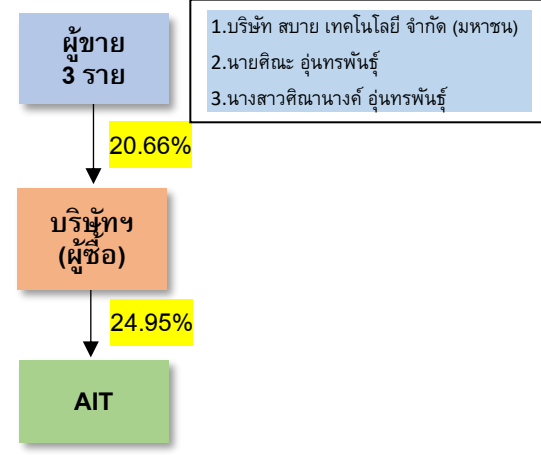 ผู้ขาย
3 ราย
1.บริษัท สบาย เทคโนโลยี จำกัด (มหาชน)
2.นายศิณะ อุ่นทรพันธุ์
3.นางสาวศิณานางค์ อุ่นทรพันธุ์
20.66%
บริษัทฯ
(ผู้ซื้อ)
24.95%
AIT